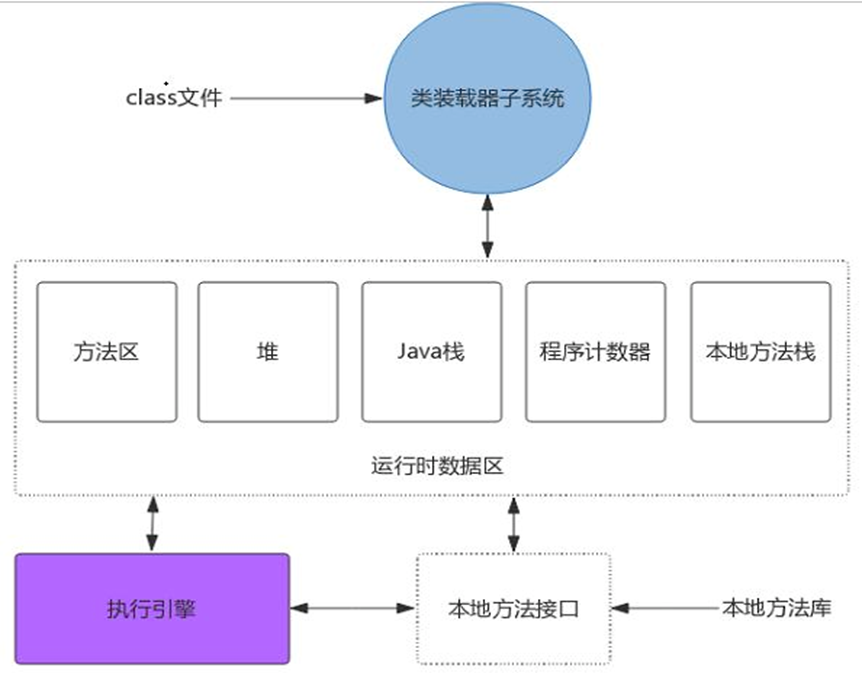 class文件
类装载器子系统
方法区
堆
Java栈
程序计数器
本地方法栈
运行时数据区
执行引擎
本地方法接口
本地方法库